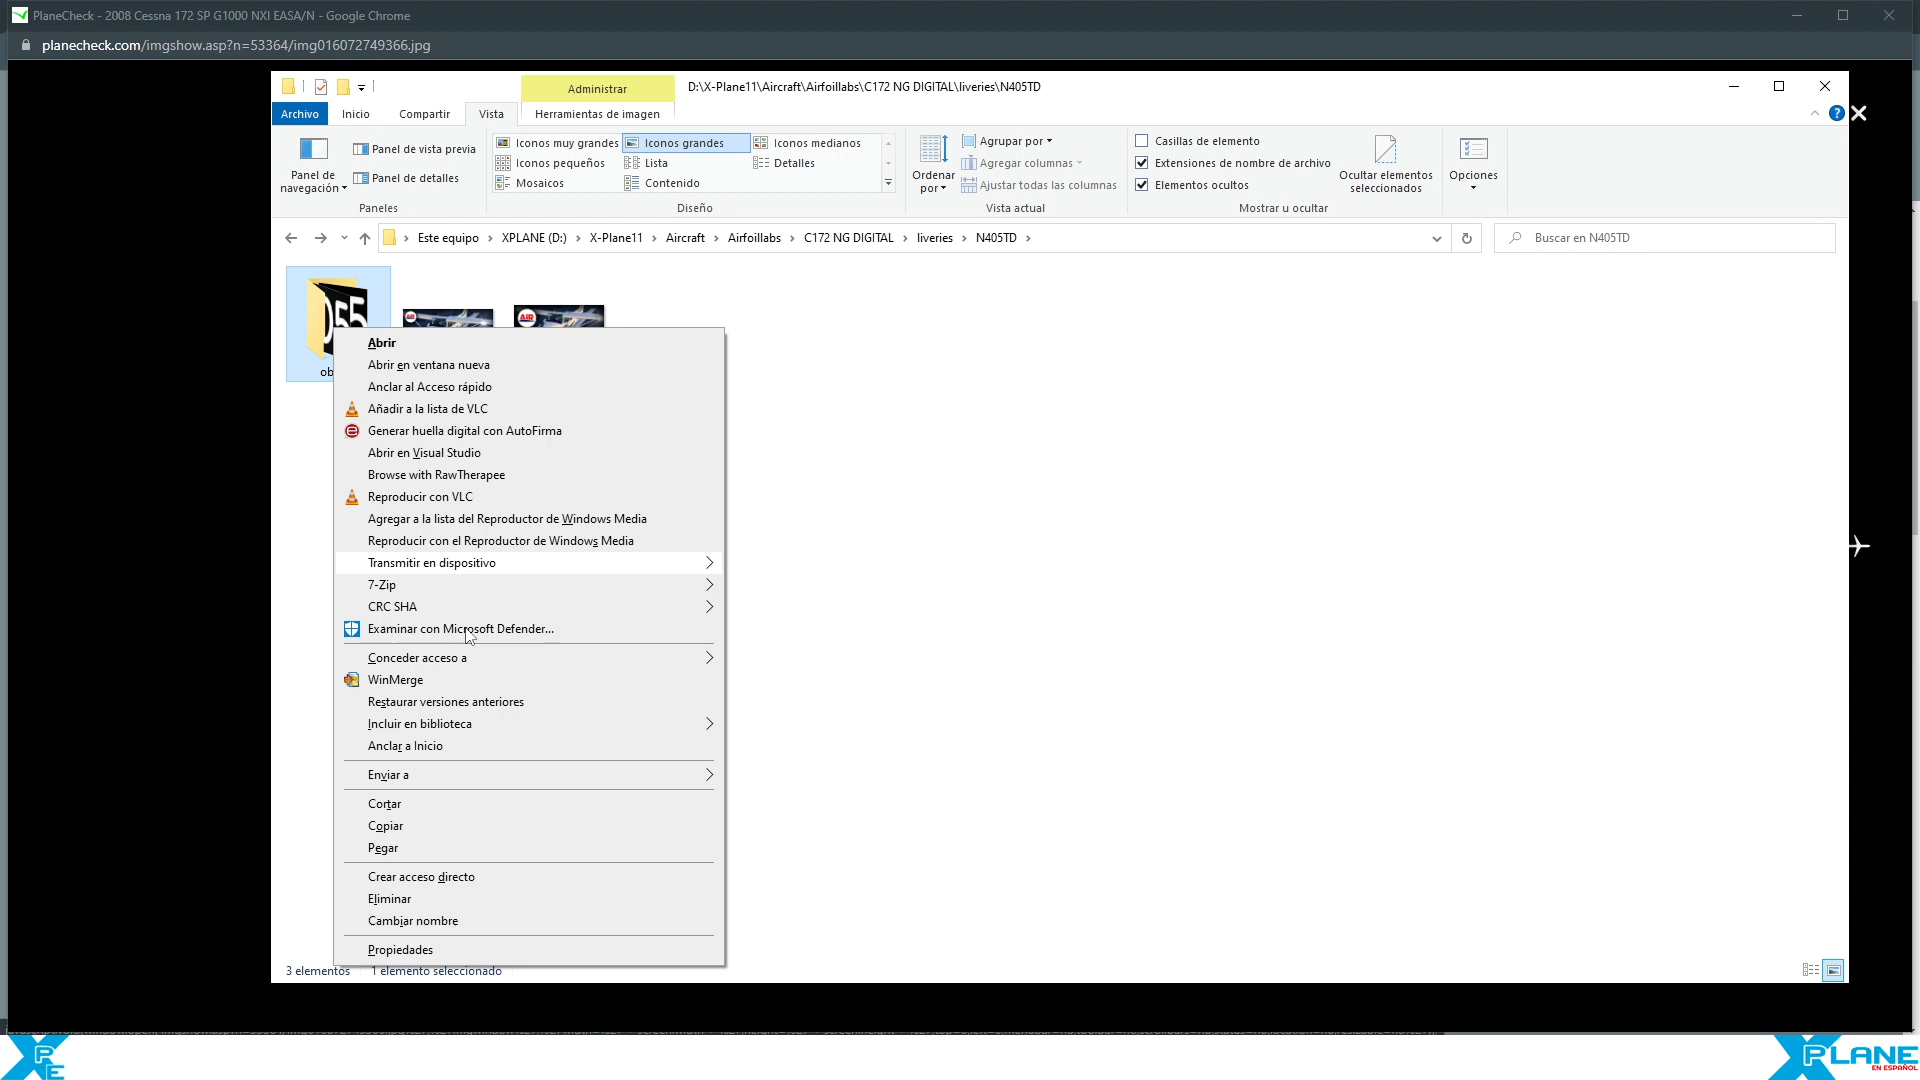 PlaneCheck - 2008 Cessna 172 SP G1000 NXI EASA/N - Google Chrome
planecheck.com/imgshow.asp?n=53364/img016072749366.jpg
Administrar
D:\X-Plane11\Aircraft\Airfoillabs\C172 NG DIGITAL\liveries\N405TD
Archivo
Inicio
Compartir
Vista
Herramientas de imagen
Panel de navegación
Panel de vista previa
Panel de detalles
Paneles
Iconos muy grandes
Iconos grandes
Iconos medianos
Iconos pequeños
Lista
Detalles
Mosaicos
Contenido
Diseño
Ordenar por
Agrupar por
Agregar columnas
Ajustar todas las columnas
Vista actual
Casillas de elemento
Extensiones de nombre de archivo
Elementos ocultos
Ocultar elementos seleccionados
Mostrar u ocultar
Opciones
Este equipo > XPLANE (D:) > X-Plane11 > Aircraft > Airfoillabs > C172 NG DIGITAL > liveries > N405TD >
Buscar en N405TD
ob
Abrir
Abrir en ventana nueva
Anclar al Acceso rápido
Añadir a la lista de VLC
Generar huella digital con AutoFirma
Abrir en Visual Studio
Browse with RawTherapee
Reproducir con VLC
Agregar a la lista del Reproductor de Windows Media
Reproducir con el Reproductor de Windows Media
Transmitir en dispositivo
7-Zip
CRC SHA
Examinar con Microsoft Defender...
Conceder acceso a
WinMerge
Restaurar versiones anteriores
Incluir en biblioteca
Anclar a Inicio
Enviar a
Cortar
Copiar
Pegar
Crear acceso directo
Eliminar
Cambiar nombre
Propiedades
3 elementos
1 elemento seleccionado
XPE
XPLANE
EN ESPAÑOL